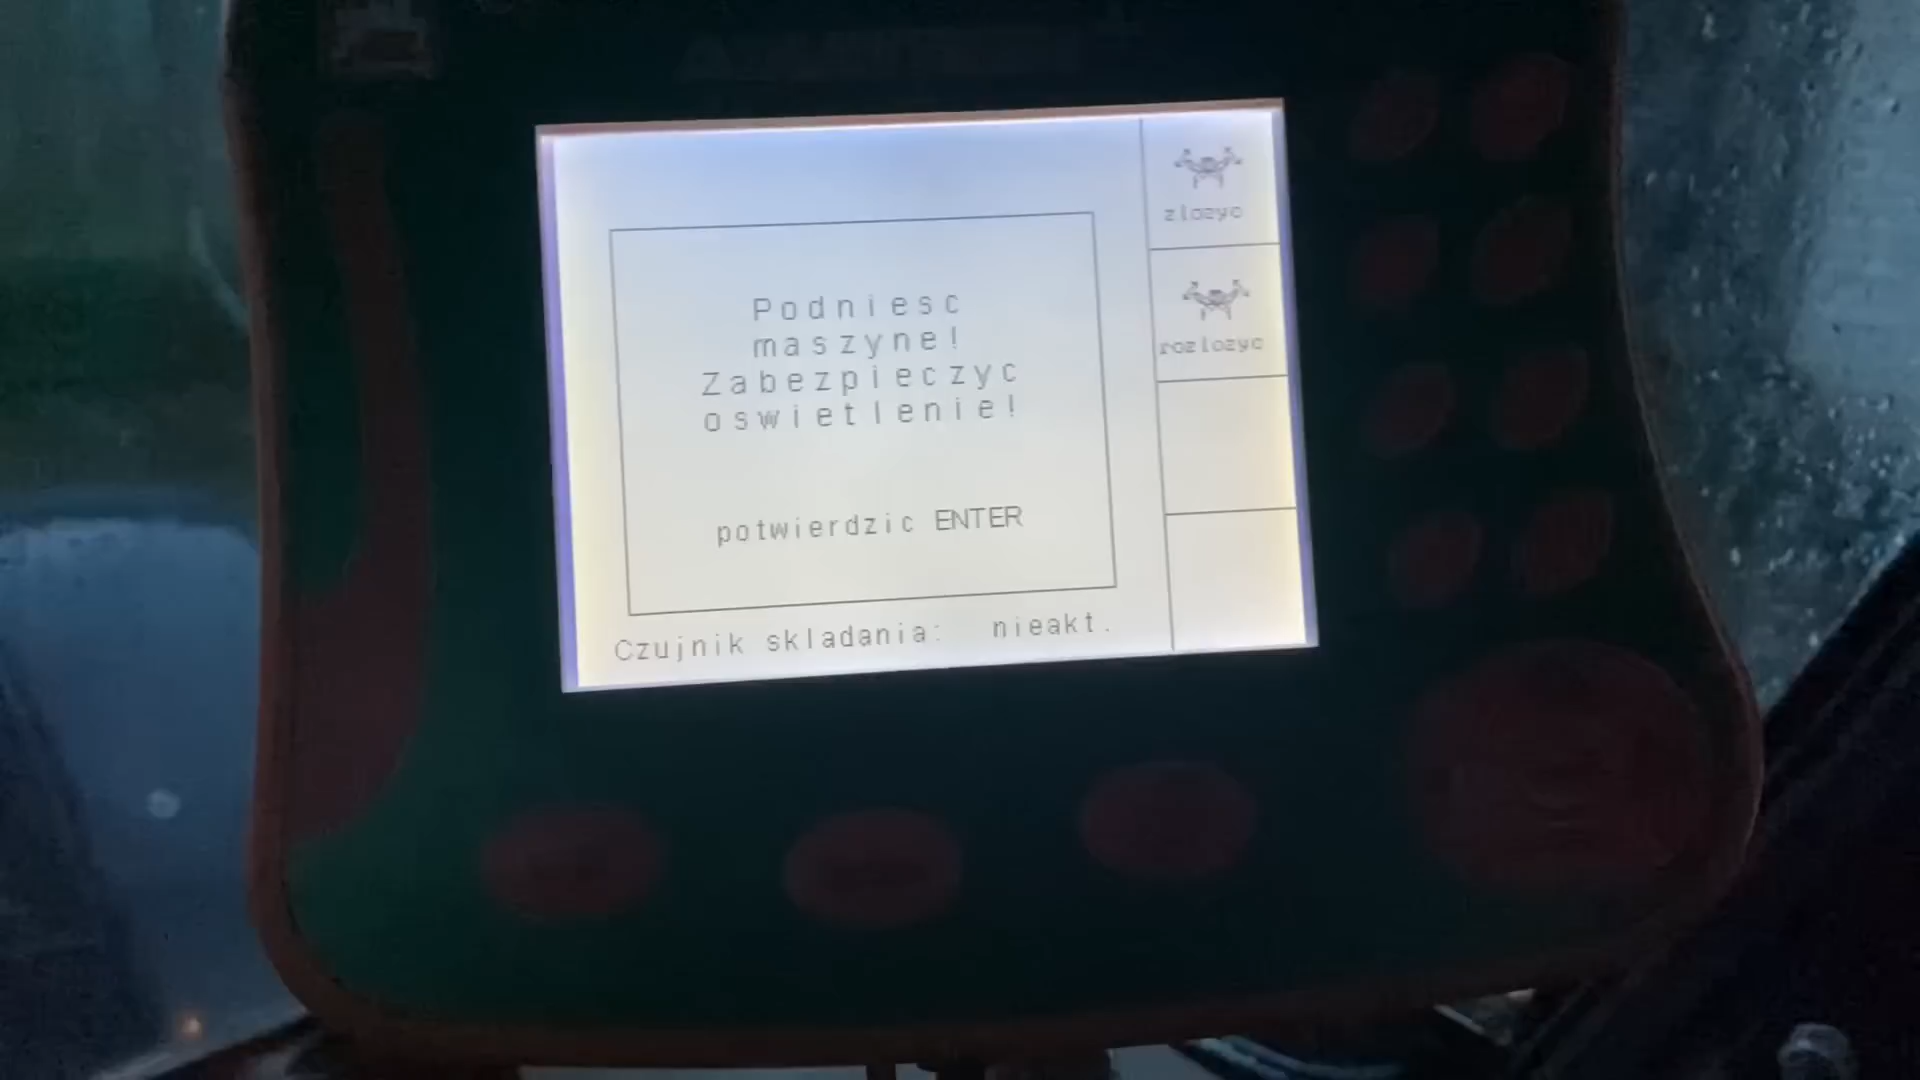 Podniesc
maszyne!
Zabezpieczyc
oswietlenie!
potwierdzic ENTER
Czujnik skladania: nieakt.
zlozyc
rozlozyc